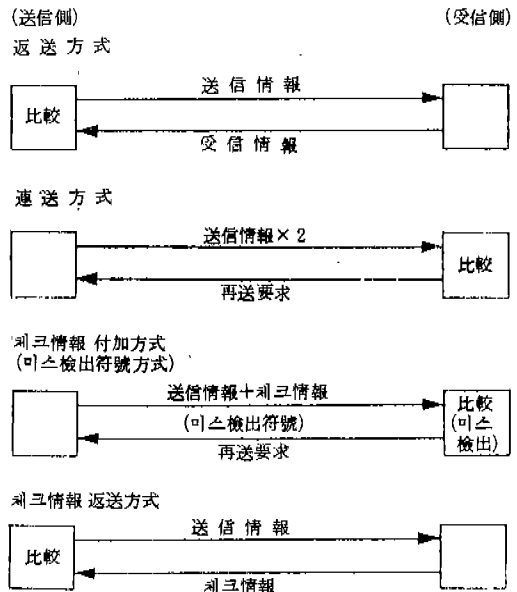 (送信側) (受信側)
返送方式
送信情報
比較
受信情報
連送方式
送信情報×2
比較
再送要求
체크情報 付加方式
(미스檢出符號方式)
送信情報+체크情報
比較
(미스檢出符號)
(미스
檢出)
再送要求
체크情報 返送方式
送信情報
比較
체크情報